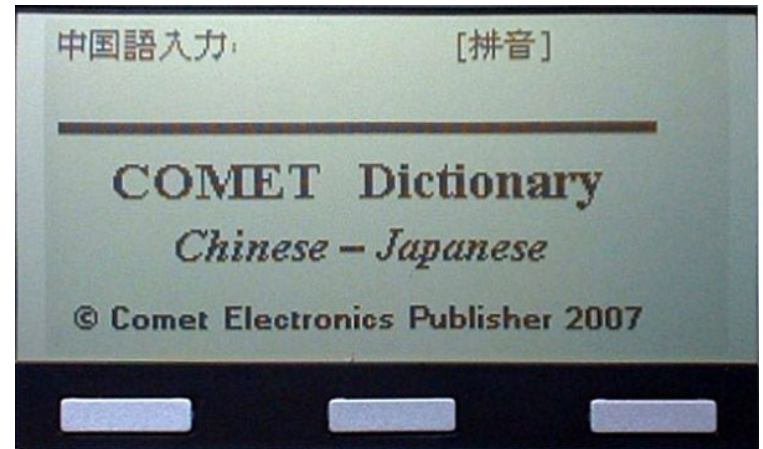 中国語入力: [拼音]
COMET Dictionary
Chinese – Japanese
© Comet Electronics Publisher 2007